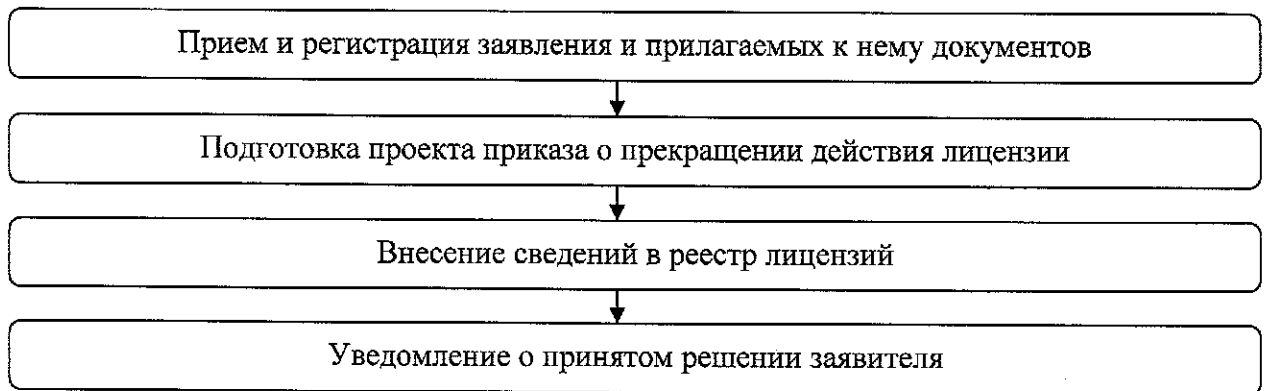 Прием и регистрация заявления и прилагаемых к нему документов
Подготовка проекта приказа о прекращении действия лицензии
Внесение сведений в реестр лицензий
Уведомление о принятом решении заявителя